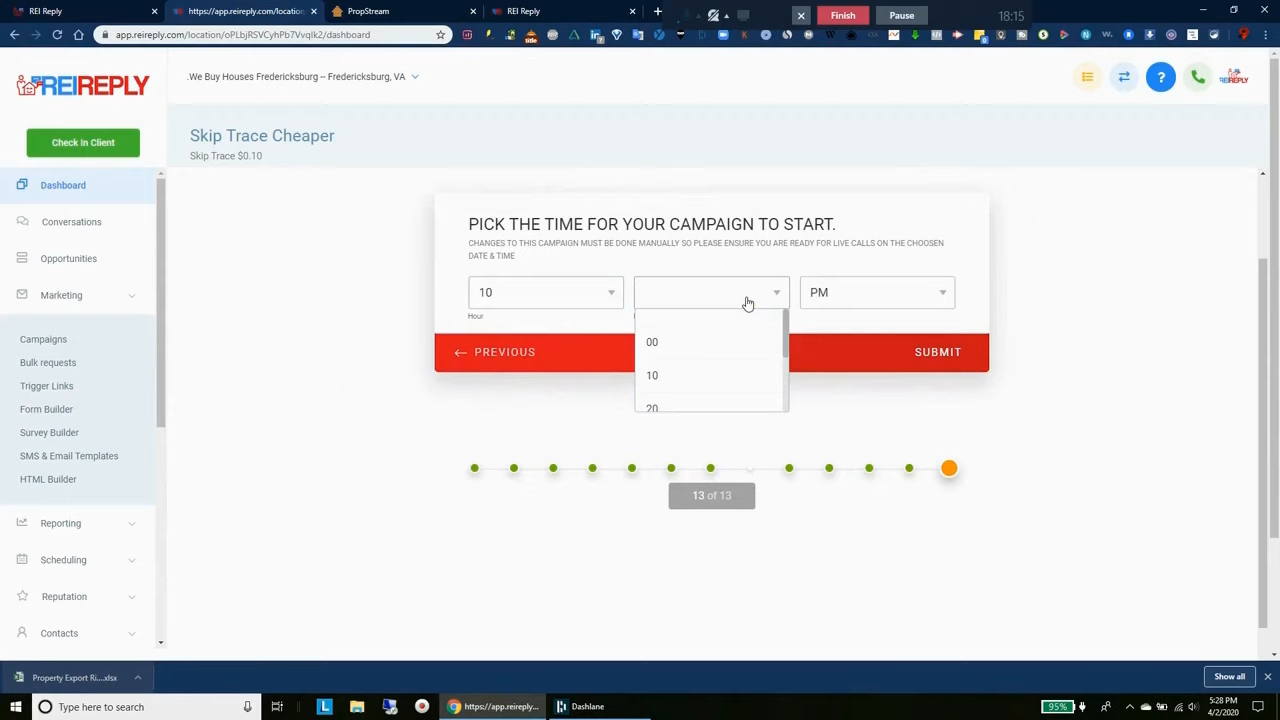 REI Reply
https://app.reireply.com/locatio
PropStream
REI Reply
Finish
Pause
18:15
app.reireply.com/location/oPLbjRSVCyhPb7Vvqlk2/dashboard
REIREPLY
.We Buy Houses Fredericksburg -- Fredericksburg, VA
REIREPLY
Check In Client
Skip Trace Cheaper
Skip Trace $0.10
Dashboard
Conversations
Opportunities
Marketing
Campaigns
Bulk requests
Trigger Links
Form Builder
Survey Builder
SMS & Email Templates
HTML Builder
Reporting
Scheduling
Reputation
Contacts
PICK THE TIME FOR YOUR CAMPAIGN TO START.
CHANGES TO THIS CAMPAIGN MUST BE DONE MANUALLY SO PLEASE ENSURE YOU ARE READY FOR LIVE CALLS ON THE CHOOSEN
DATE & TIME
10
PM
Hour
00
10
20
PREVIOUS
SUBMIT
13 of 13
Property Export Ri....xlsx
Show all
Type here to search
https://app.reireply...
Dashlane
95%
5:28 PM
4/2/2020